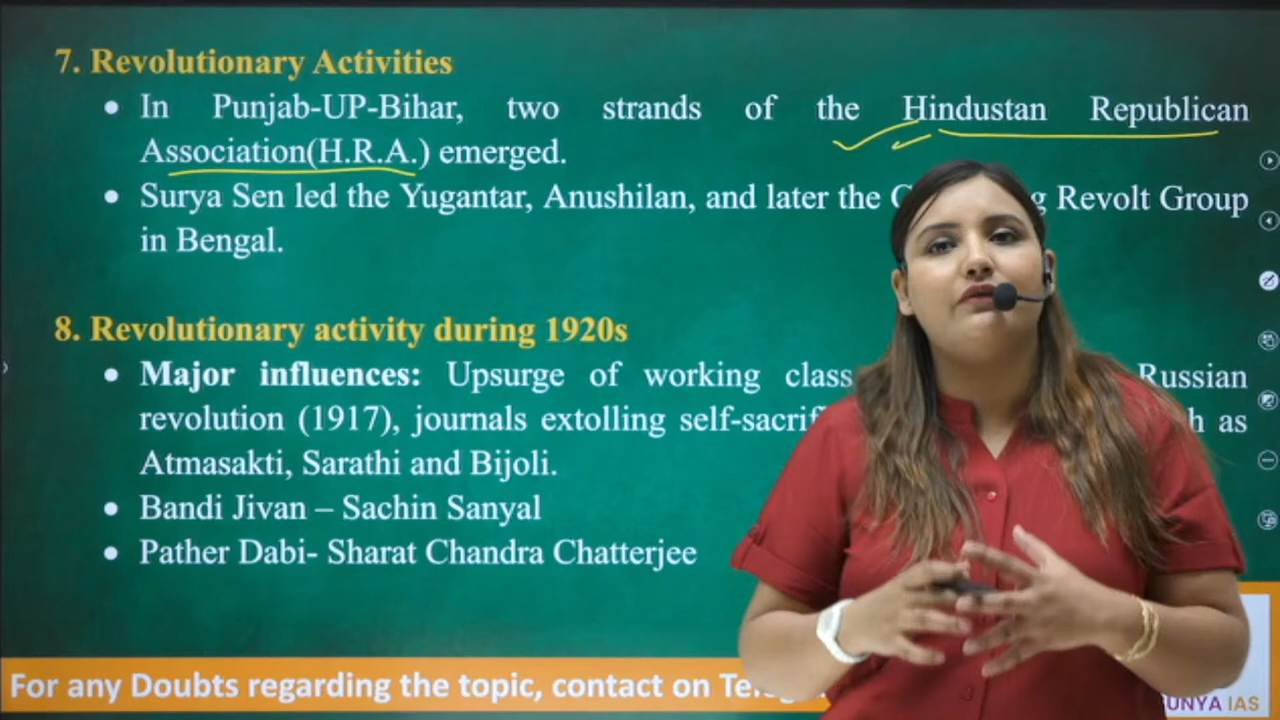 7. Revolutionary Activities
• In Punjab-UP-Bihar, two strands of the Hindustan Republican
Association(H.R.A.) emerged.
• Surya Sen led the Yugantar, Anushilan, and later the Revolt Group
in Bengal.
8. Revolutionary activity during 1920s
• Major influences: Upsurge of working class Russian
revolution (1917), journals extolling as
Atmasakti, Sarathi and Bijoli.
• Bandi Jivan – Sachin Sanyal
• Pather Dabi- Sharat Chandra Chatterjee
For any Doubts regarding the topic, contact on
UNYA IAS